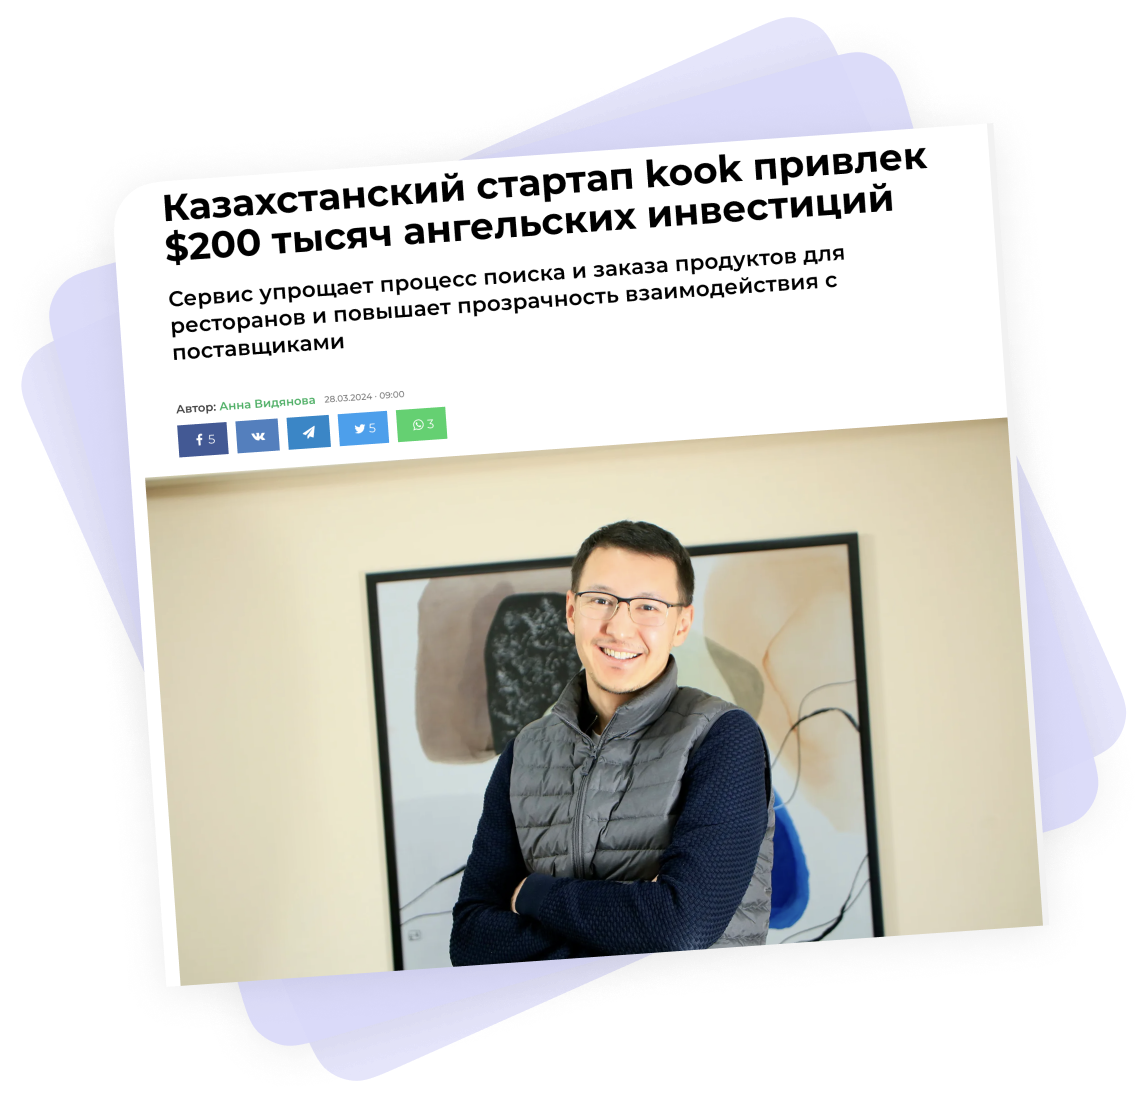 Казахстанский стартап kook привлек
$200 тысяч ангельских инвестиций
Сервис упрощает процесс поиска и заказа продуктов для
ресторанов и повышает прозрачность взаимодействия с
поставщиками
Автор: Анна Видянова 28.03.2024 · 09:00
5 5 3